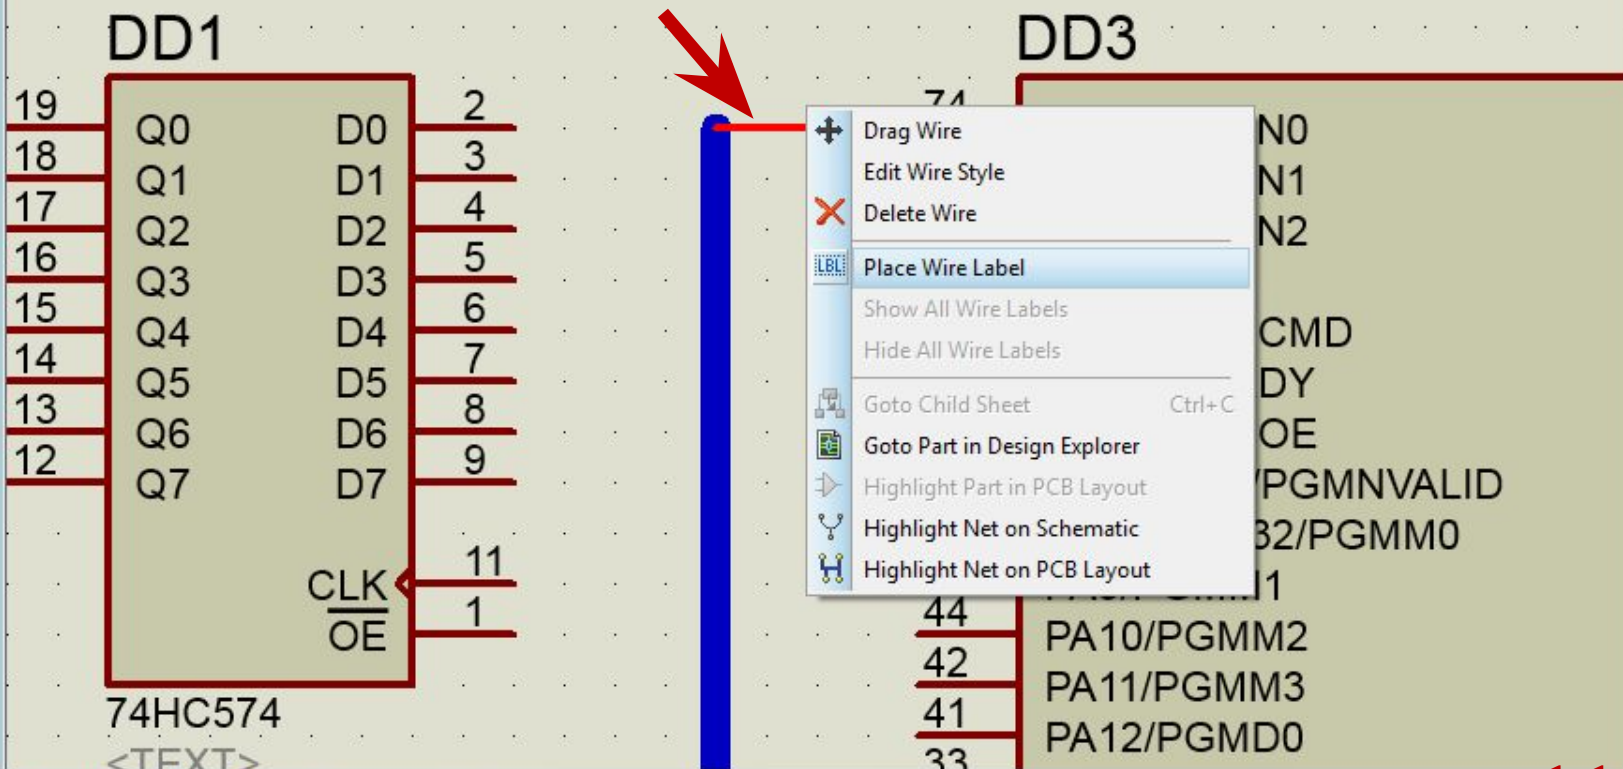 DD1
DD3
19
2
74
Q0
D0
N0
18
3
Q1
D1
N1
17
4
Q2
D2
N2
16
5
Q3
D3
15
6
Q4
D4
CMD
14
7
Q5
D5
DY
13
8
Q6
D6
OE
12
9
Q7
D7
/PGMNVALID
32/PGMM0
11
CLK
1
OE
74HC574
<TEXT>
Drag Wire
Edit Wire Style
Delete Wire
LBL Place Wire Label
Show All Wire Labels
Hide All Wire Labels
Goto Child Sheet Ctrl+C
Goto Part in Design Explorer
Highlight Part in PCB Layout
Highlight Net on Schematic
Highlight Net on PCB Layout
44
PA10/PGMM2
42
PA11/PGMM3
41
PA12/PGMD0
33